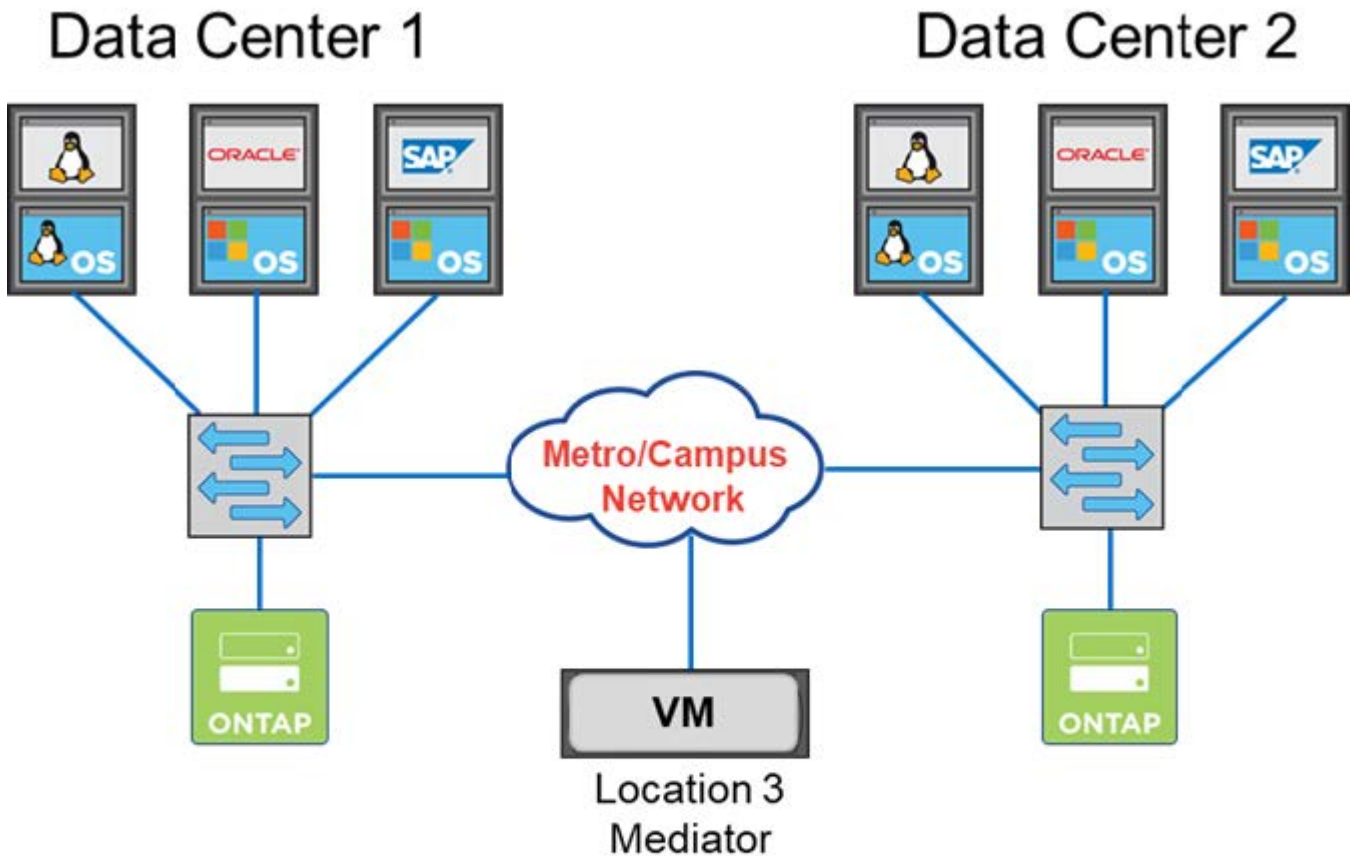 Data Center 1
Data Center 2
ORACLE
SAP
ORACLE
SAP
OS
OS
OS
OS
OS
OS
Metro/Campus
Network
ONTAP
VM
ONTAP
Location 3
Mediator